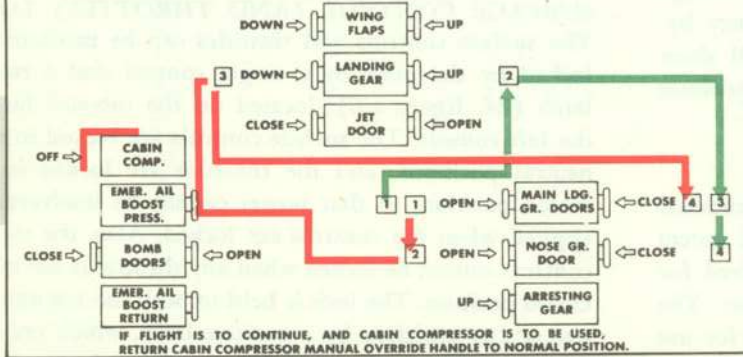 DOWN WING FLAPS UP
3 DOWN LANDING GEAR UP 2
CLOSE JET DOOR OPEN
OFF CABIN COMP.
EMER. AIL BOOST PRESS.
1 1 OPEN MAIN LDG. GR. DOORS CLOSE 4 3
CLOSE BOMB DOORS OPEN 2 OPEN NOSE GR. DOOR CLOSE 4
EMER. AIL BOOST RETURN
UP ARRESTING GEAR
IF FLIGHT IS TO CONTINUE, AND CABIN COMPRESSOR IS TO BE USED,
RETURN CABIN COMPRESSOR MANUAL OVERRIDE HANDLE TO NORMAL POSITION.